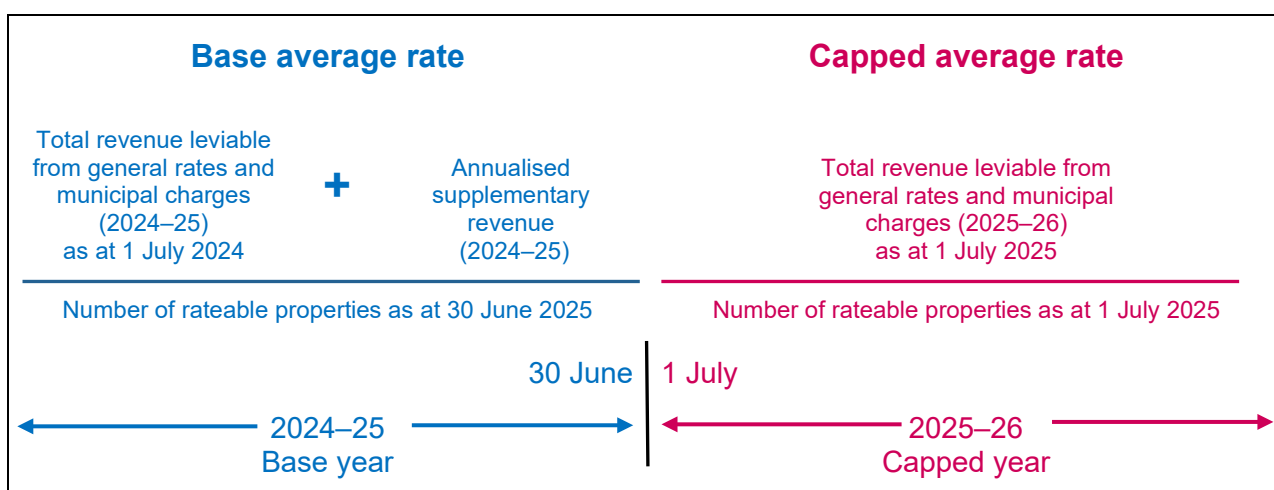 Base average rate
Total revenue leviable
from general rates and
municipal charges
(2024–25)
as at 1 July 2024
+
Annualised
supplementary
revenue
(2024–25)
Number of rateable properties as at 30 June 2025
Capped average rate
Total revenue leviable from
general rates and municipal
charges (2025–26)
as at 1 July 2025
Number of rateable properties as at 1 July 2025
30 June
1 July
2024–25
Base year
2025–26
Capped year